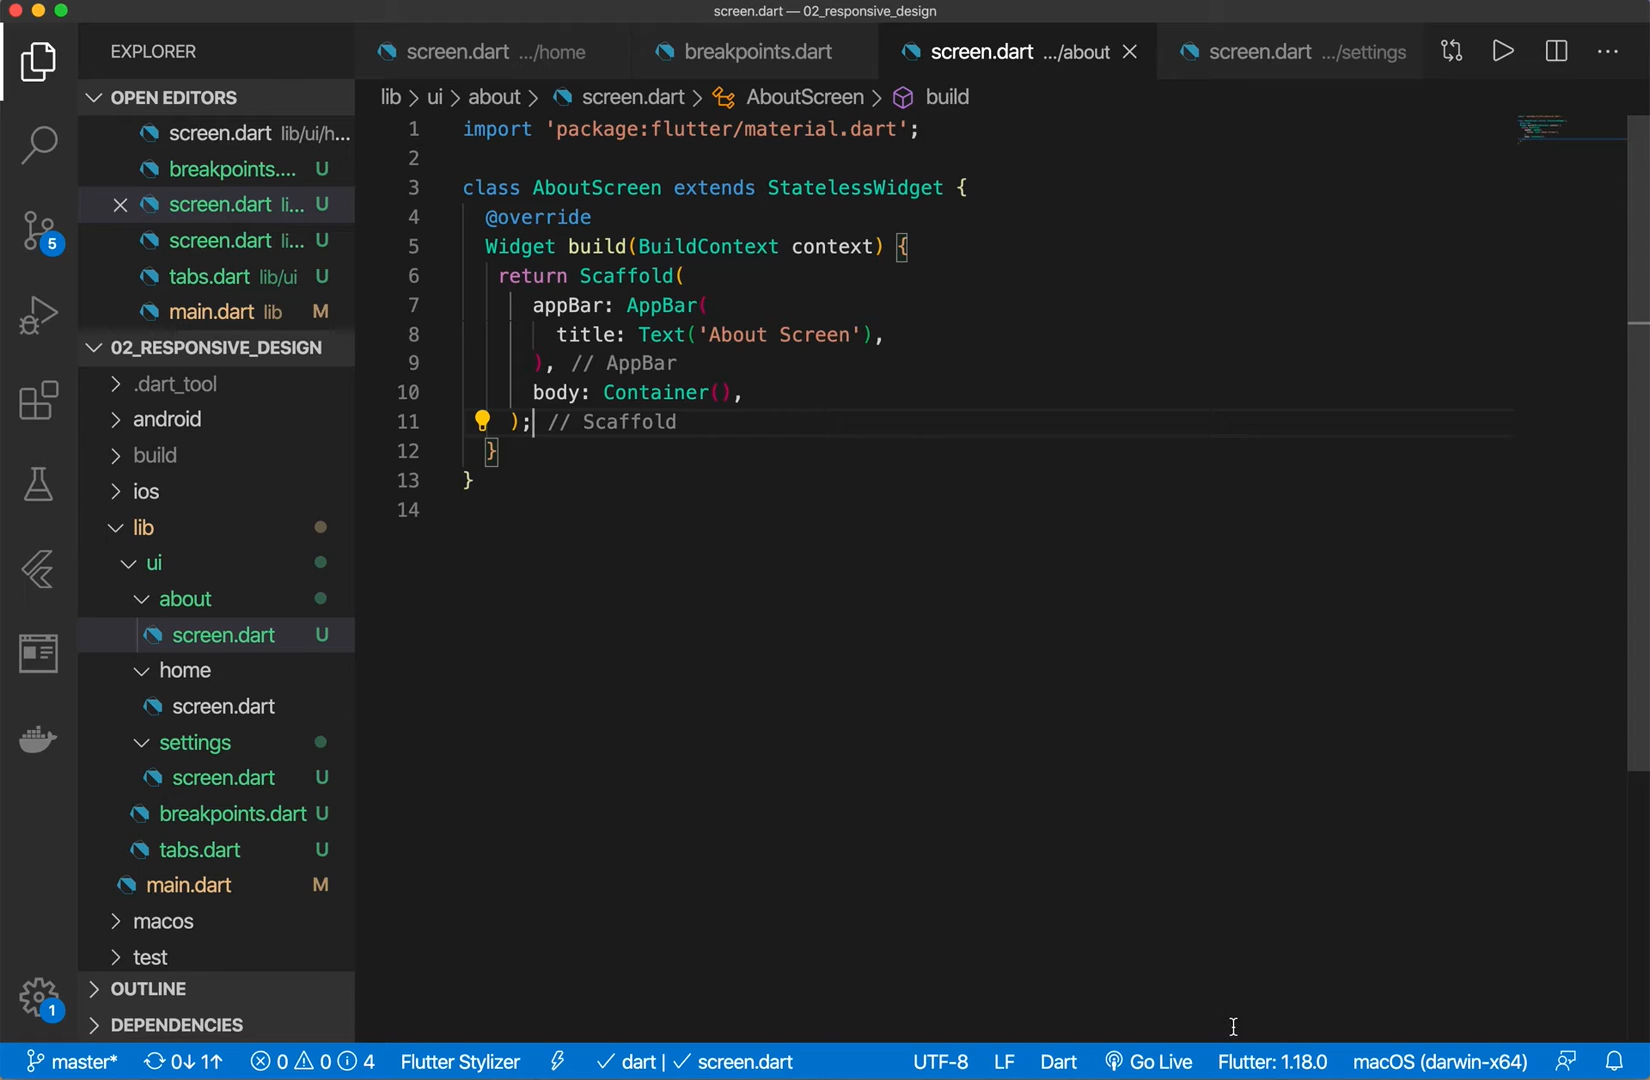 screen.dart — 02_responsive_design
EXPLORER
screen.dart .../home
breakpoints.dart
screen.dart .../about
screen.dart .../settings
OPEN EDITORS
screen.dart lib/ui/h...
breakpoints.... U
screen.dart li... U
screen.dart li... U
tabs.dart lib/ui U
main.dart lib M
02_RESPONSIVE_DESIGN
.dart_tool
android
build
ios
lib
ui
about
screen.dart U
home
screen.dart
settings
screen.dart U
breakpoints.dart U
tabs.dart U
main.dart M
macos
test
OUTLINE
DEPENDENCIES
5
1
lib > ui > about > screen.dart > AboutScreen > build
1 import 'package:flutter/material.dart';
2
3 class AboutScreen extends StatelessWidget {
4 @override
5 Widget build(BuildContext context) {
6 return Scaffold(
7 appBar: AppBar(
8 title: Text('About Screen'),
9 ), // AppBar
10 body: Container(),
11 ); // Scaffold
12 }
13 }
14
master* 0↓ 1↑ 0 0 4 Flutter Stylizer dart | screen.dart UTF-8 LF Dart Go Live Flutter: 1.18.0 macOS (darwin-x64)